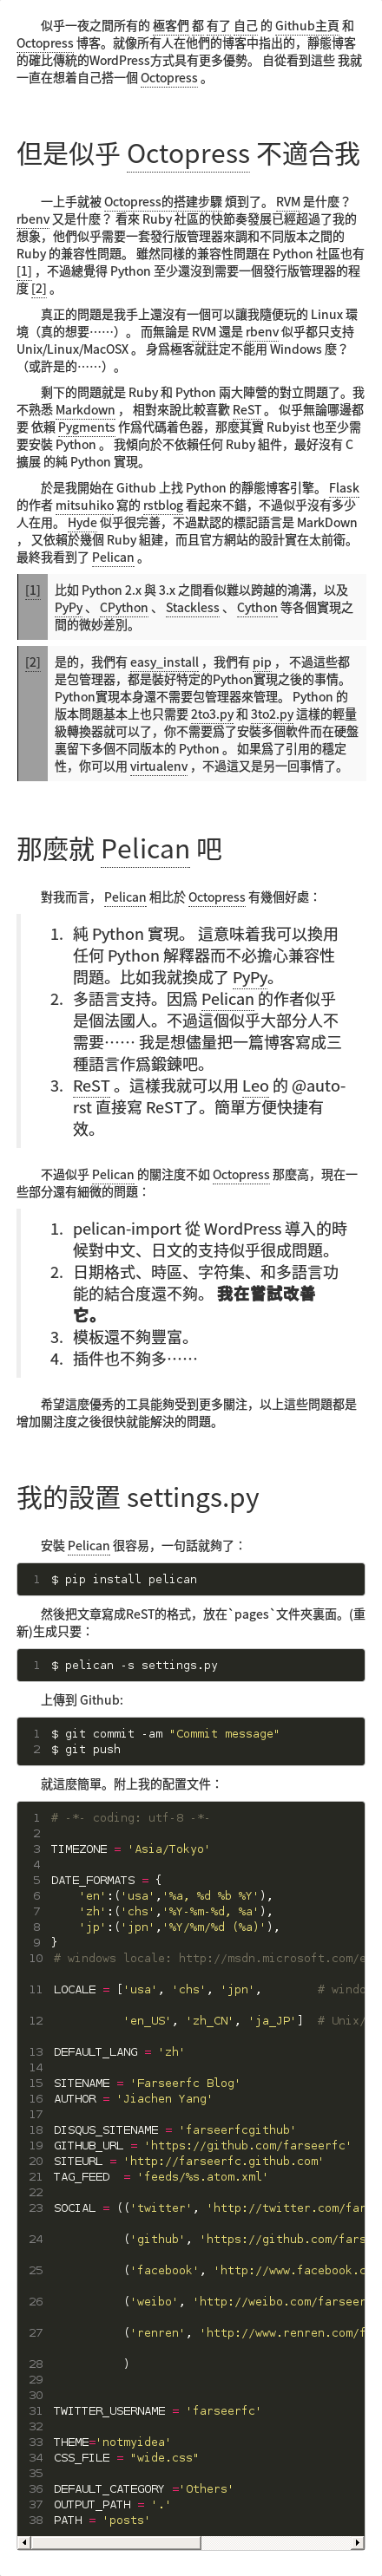 似乎一夜之間所有的 極客們 都 有了 自己 的 Github主頁 和
Octopress 博客。就像所有人在他們的博客中指出的，靜態博客
的確比傳統的WordPress方式具有更多優勢。 自從看到這些 我就
一直在想着自己搭一個 Octopress 。
但是似乎 Octopress 不適合我
一上手就被 Octopress的搭建步驟 煩到了。 RVM 是什麼？
rbenv 又是什麼？ 看來 Ruby 社區的快節奏發展已經超過了我的
想象，他們似乎需要一套發行版管理器來調和不同版本之間的
Ruby 的兼容性問題。 雖然同樣的兼容性問題在 Python 社區也有
[1] ，不過總覺得 Python 至少還沒到需要一個發行版管理器的程
度 [2] 。
真正的問題是我手上還沒有一個可以讓我隨便玩的 Linux 環
境（真的想要……）。 而無論是 RVM 還是 rbenv 似乎都只支持
Unix/Linux/MacOSX 。 身爲極客就註定不能用 Windows 麼？
（或許是的……）。
剩下的問題就是 Ruby 和 Python 兩大陣營的對立問題了。我
不熟悉 Markdown ， 相對來說比較喜歡 ReST 。 似乎無論哪邊都
要 依賴 Pygments 作爲代碼着色器，那麼其實 Rubyist 也至少需
要安裝 Python 。 我傾向於不依賴任何 Ruby 組件，最好沒有 C
擴展 的純 Python 實現。
於是我開始在 Github 上找 Python 的靜態博客引擎。 Flask
的作者 mitsuhiko 寫的 rstblog 看起來不錯，不過似乎沒有多少
人在用。 Hyde 似乎很完善，不過默認的標記語言是 MarkDown
， 又依賴於幾個 Ruby 組建，而且官方網站的設計實在太前衛。
最終我看到了 Pelican 。
[1] 比如 Python 2.x 與 3.x 之間看似難以跨越的鴻溝，以及
PyPy 、 CPython 、 Stackless 、 Cython 等各個實現之
間的微妙差別。
[2] 是的，我們有 easy_install ，我們有 pip ， 不過這些都
是包管理器，都是裝好特定的Python實現之後的事情。
Python實現本身還不需要包管理器來管理。 Python 的
版本問題基本上也只需要 2to3.py 和 3to2.py 這樣的輕量
級轉換器就可以了，你不需要爲了安裝多個軟件而在硬盤
裏留下多個不同版本的 Python 。 如果爲了引用的穩定
性，你可以用 virtualenv ，不過這又是另一回事情了。
那麼就 Pelican 吧
對我而言， Pelican 相比於 Octopress 有幾個好處：
1. 純 Python 實現。 這意味着我可以換用
任何 Python 解釋器而不必擔心兼容性
問題。比如我就換成了 PyPy。
2. 多語言支持。因爲 Pelican 的作者似乎
是個法國人。不過這個似乎大部分人不
需要…… 我是想儘量把一篇博客寫成三
種語言作爲鍛鍊吧。
3. ReST 。這樣我就可以用 Leo 的 @auto-
rst 直接寫 ReST了。簡單方便快捷有
效。
不過似乎 Pelican 的關注度不如 Octopress 那麼高，現在一
些部分還有細微的問題：
1. pelican-import 從 WordPress 導入的時
候對中文、日文的支持似乎很成問題。
2. 日期格式、時區、字符集、和多語言功
能的結合度還不夠。 我在嘗試改善
它。
3. 模板還不夠豐富。
4. 插件也不夠多……
希望這麼優秀的工具能夠受到更多關注，以上這些問題都是
增加關注度之後很快就能解決的問題。
我的設置 settings.py
安裝 Pelican 很容易，一句話就夠了：
1 $ pip install pelican
然後把文章寫成ReST的格式，放在`pages`文件夾裏面。(重
新)生成只要：
1 $ pelican -s settings.py
上傳到 Github:
1 $ git commit -am "Commit message"
2 $ git push
就這麼簡單。附上我的配置文件：
1 # -*- coding: utf-8 -*-
2
3 TIMEZONE = 'Asia/Tokyo'
4
5 DATE_FORMATS = {
6 'en':('usa','%a, %d %b %Y'),
7 'zh':('chs','%Y-%m-%d, %a'),
8 'jp':('jpn','%Y/%m/%d (%a)'),
9 }
10 # windows locale: http://msdn.microsoft.com/e
11 LOCALE = ['usa', 'chs', 'jpn', # windo
12 'en_US', 'zh_CN', 'ja_JP'] # Unix/
13 DEFAULT_LANG = 'zh'
14
15 SITENAME = 'Farseerfc Blog'
16 AUTHOR = 'Jiachen Yang'
17
18 DISQUS_SITENAME = 'farseerfcgithub'
19 GITHUB_URL = 'https://github.com/farseerfc'
20 SITEURL = 'http://farseerfc.github.com'
21 TAG_FEED = 'feeds/%s.atom.xml'
22
23 SOCIAL = (('twitter', 'http://twitter.com/far
24 ('github', 'https://github.com/fars
25 ('facebook', 'http://www.facebook.c
26 ('weibo', 'http://weibo.com/farseer
27 ('renren', 'http://www.renren.com/f
28 )
29
30
31 TWITTER_USERNAME = 'farseerfc'
32
33 THEME='notmyidea'
34 CSS_FILE = "wide.css"
35
36 DEFAULT_CATEGORY ='Others'
37 OUTPUT_PATH = '.'
38 PATH = 'posts'